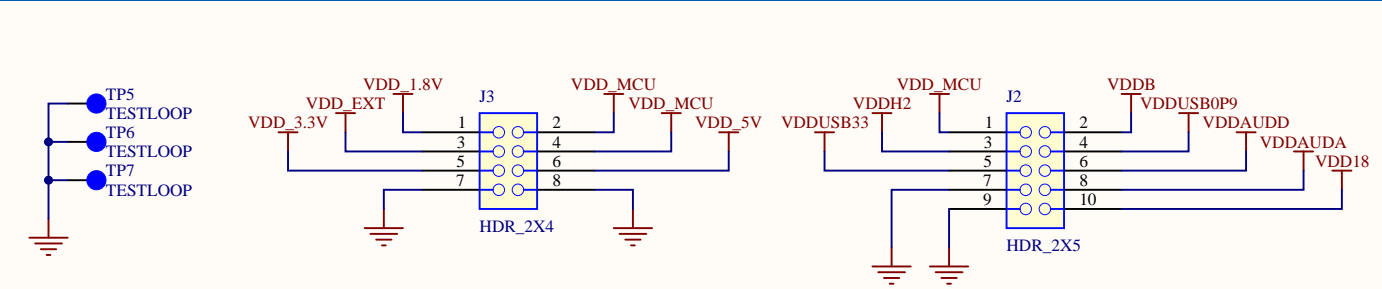 TP5
TESTLOOP
TP6
TESTLOOP
TP7
TESTLOOP
VDD_1.8V
VDD_EXT
VDD_3.3V
J3
VDD_MCU
VDD_MCU
VDD_5V
1 2
3 4
5 6
7 8
HDR_2X4
VDD_MCU
VDDH2
VDDUSB33
J2
VDDB
VDDUSB0P9
VDDAUDD
VDDAUDA
VDD18
1 2
3 4
5 6
7 8
9 10
HDR_2X5